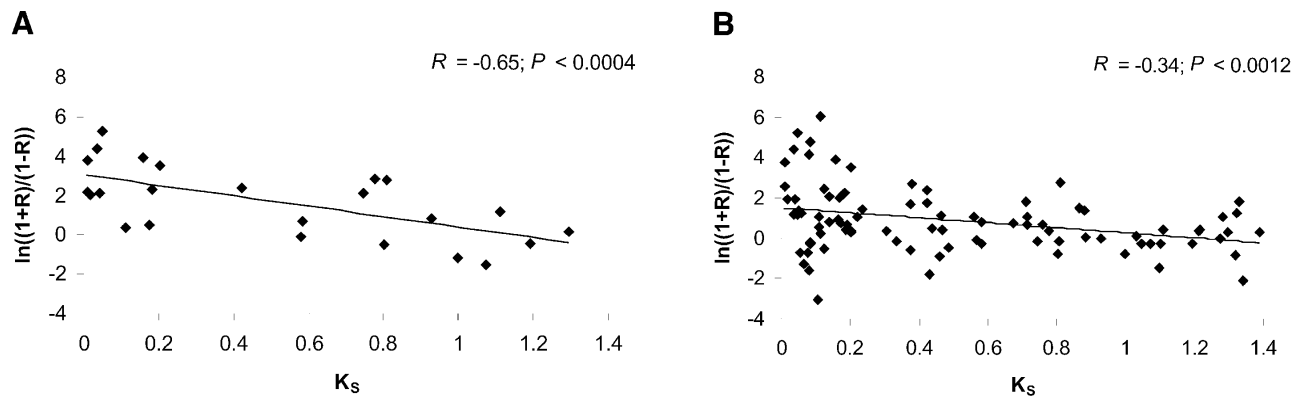 A
R = -0.65; P < 0.0004
8
6
4
2
0
-2
-4
ln((1+R)/(1-R))
0 0.2 0.4 0.6 0.8 1 1.2 1.4
KS
B
R = -0.34; P < 0.0012
8
6
4
2
0
-2
-4
ln((1+R)/(1-R))
0 0.2 0.4 0.6 0.8 1 1.2 1.4
KS